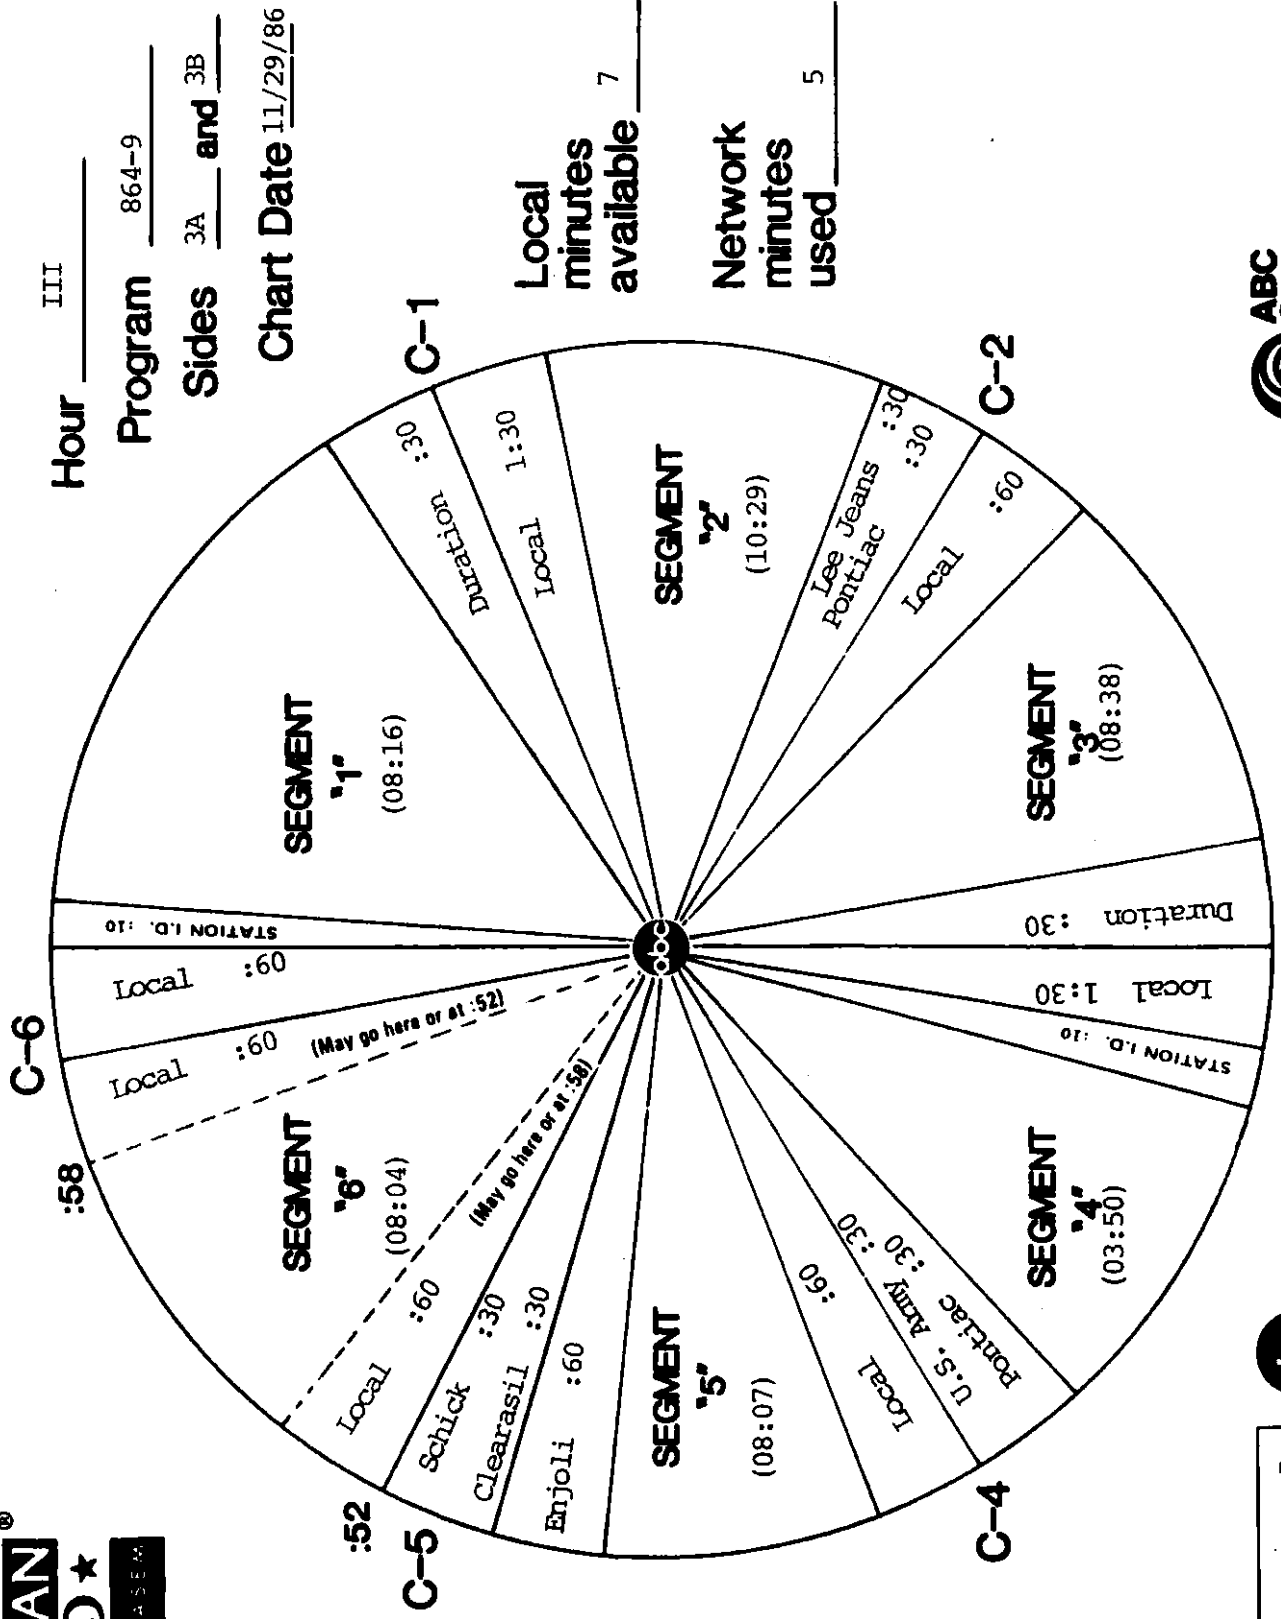 AN
®
ASEM
Hour III
Program 864-9
Sides 3A and 3B
Chart Date 11/29/86
Local
minutes
available 7
Network
minutes
used 5
ABC
abc
STATION I.D. :10
SEGMENT
"1"
(08:16)
Duration :30
C-1
Local 1:30
SEGMENT
"2"
(10:29)
Lee Jeans :30
Pontiac :30
C-2
Local :60
SEGMENT
"3"
(08:38)
Duration :30
Local 1:30
STATION I.D. :10
SEGMENT
"4"
(03:50)
Pontiac :30
U.S. Army :30
C-4
Local :60
SEGMENT
"5"
(08:07)
Enjoli :60
Clearasil :30
Schick :30
C-5
:52
Local :60
(May go here or at :58)
SEGMENT
"6"
(08:04)
:58
(May go here or at :52)
Local :60
C-6
Local :60